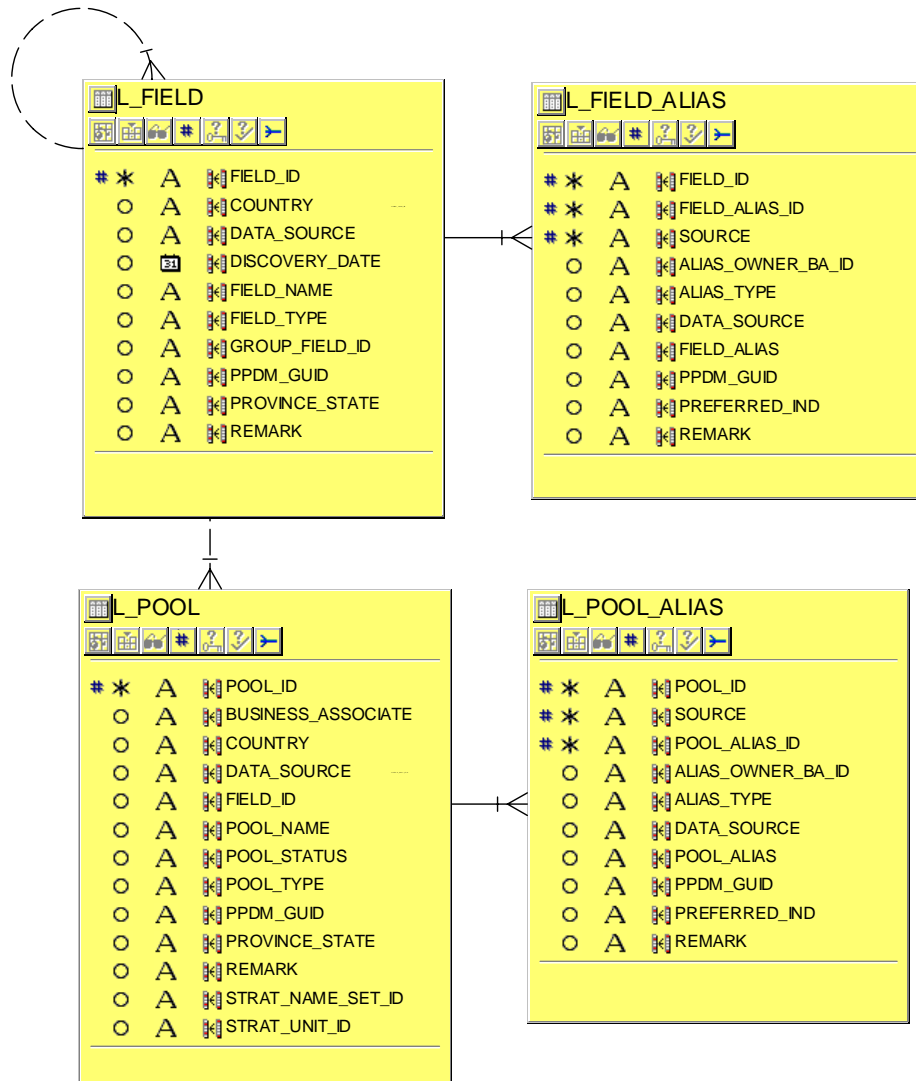 L_FIELD
# * A FIELD_ID
O A COUNTRY
O A DATA_SOURCE
O 31 DISCOVERY_DATE
O A FIELD_NAME
O A FIELD_TYPE
O A GROUP_FIELD_ID
O A PPDM_GUID
O A PROVINCE_STATE
O A REMARK
L_FIELD_ALIAS
# * A FIELD_ID
# * A FIELD_ALIAS_ID
# * A SOURCE
O A ALIAS_OWNER_BA_ID
O A ALIAS_TYPE
O A DATA_SOURCE
O A FIELD_ALIAS
O A PPDM_GUID
O A PREFERRED_IND
O A REMARK
L_POOL
# * A POOL_ID
O A BUSINESS_ASSOCIATE
O A COUNTRY
O A DATA_SOURCE
O A FIELD_ID
O A POOL_NAME
O A POOL_STATUS
O A POOL_TYPE
O A PPDM_GUID
O A PROVINCE_STATE
O A REMARK
O A STRAT_NAME_SET_ID
O A STRAT_UNIT_ID
L_POOL_ALIAS
# * A POOL_ID
# * A SOURCE
# * A POOL_ALIAS_ID
O A ALIAS_OWNER_BA_ID
O A ALIAS_TYPE
O A DATA_SOURCE
O A POOL_ALIAS
O A PPDM_GUID
O A PREFERRED_IND
O A REMARK